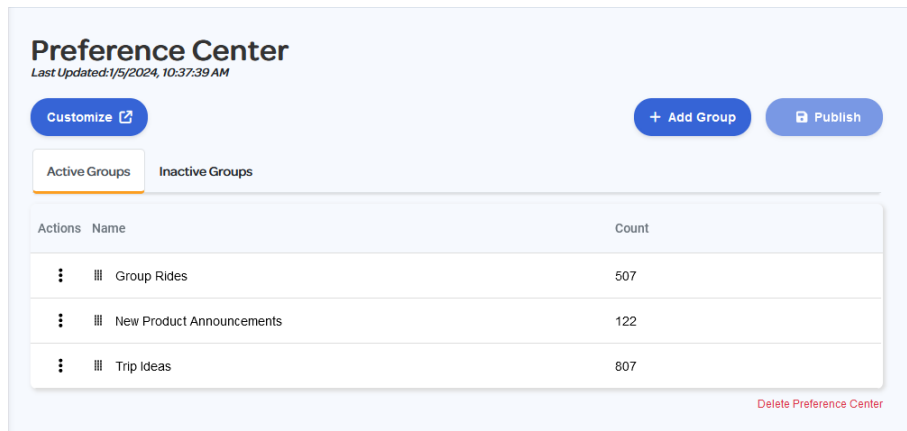 Preference Center
Last Updated:1/5/2024, 10:37:39 AM
Customize
+ Add Group
Publish
Active Groups
Inactive Groups
Actions Name Count
Group Rides 507
New Product Announcements 122
Trip Ideas 807
Delete Preference Center